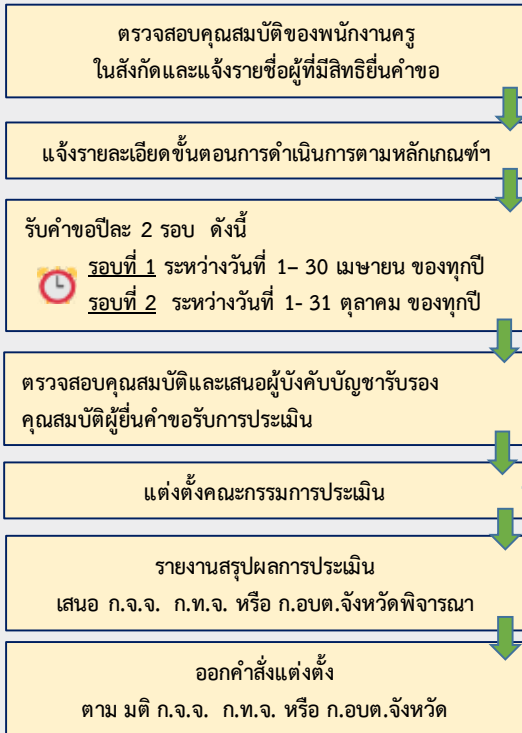 ตรวจสอบคุณสมบัติของพนักงานครู
ในสังกัดและแจ้งรายชื่อผู้ที่มีสิทธิยื่นคำขอ
แจ้งรายละเอียดขั้นตอนการดำเนินการตามหลักเกณฑ์ฯ
รับคำขอปีละ 2 รอบ ดังนี้
รอบที่ 1 ระหว่างวันที่ 1– 30 เมษายน ของทุกปี
รอบที่ 2 ระหว่างวันที่ 1- 31 ตุลาคม ของทุกปี
ตรวจสอบคุณสมบัติและเสนอผู้บังคับบัญชารับรอง
คุณสมบัติผู้ยื่นคำขอรับการประเมิน
แต่งตั้งคณะกรรมการประเมิน
รายงานสรุปผลการประเมิน
เสนอ ก.จ.จ. ก.ท.จ. หรือ ก.อบต.จังหวัดพิจารณา
ออกคำสั่งแต่งตั้ง
ตาม มติ ก.จ.จ. ก.ท.จ. หรือ ก.อบต.จังหวัด